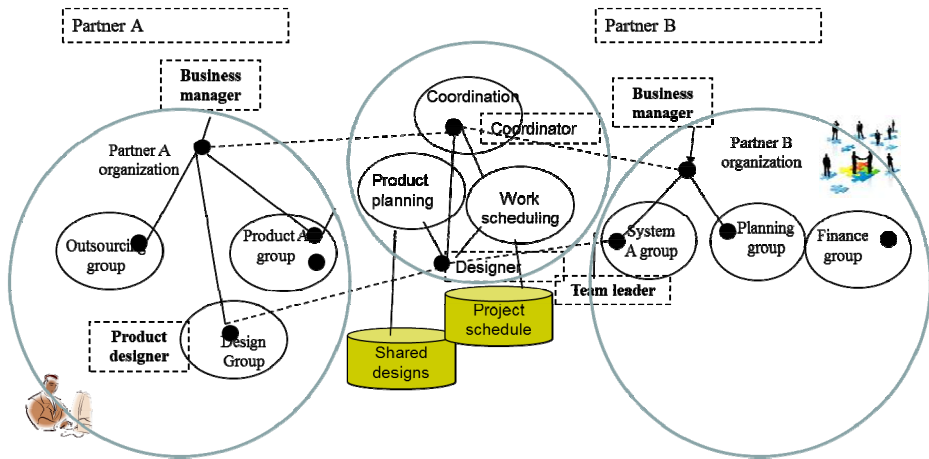 Partner A
Partner B
Business
manager
Coordination
Coordinator
Business
manager
Partner A
organization
Partner B
organization
Product
planning
Work
scheduling
Outsourcing
group
Product A
group
System
A group
Planning
group
Finance
group
Designer
Team leader
Project
schedule
Product
designer
Design
Group
Shared
designs